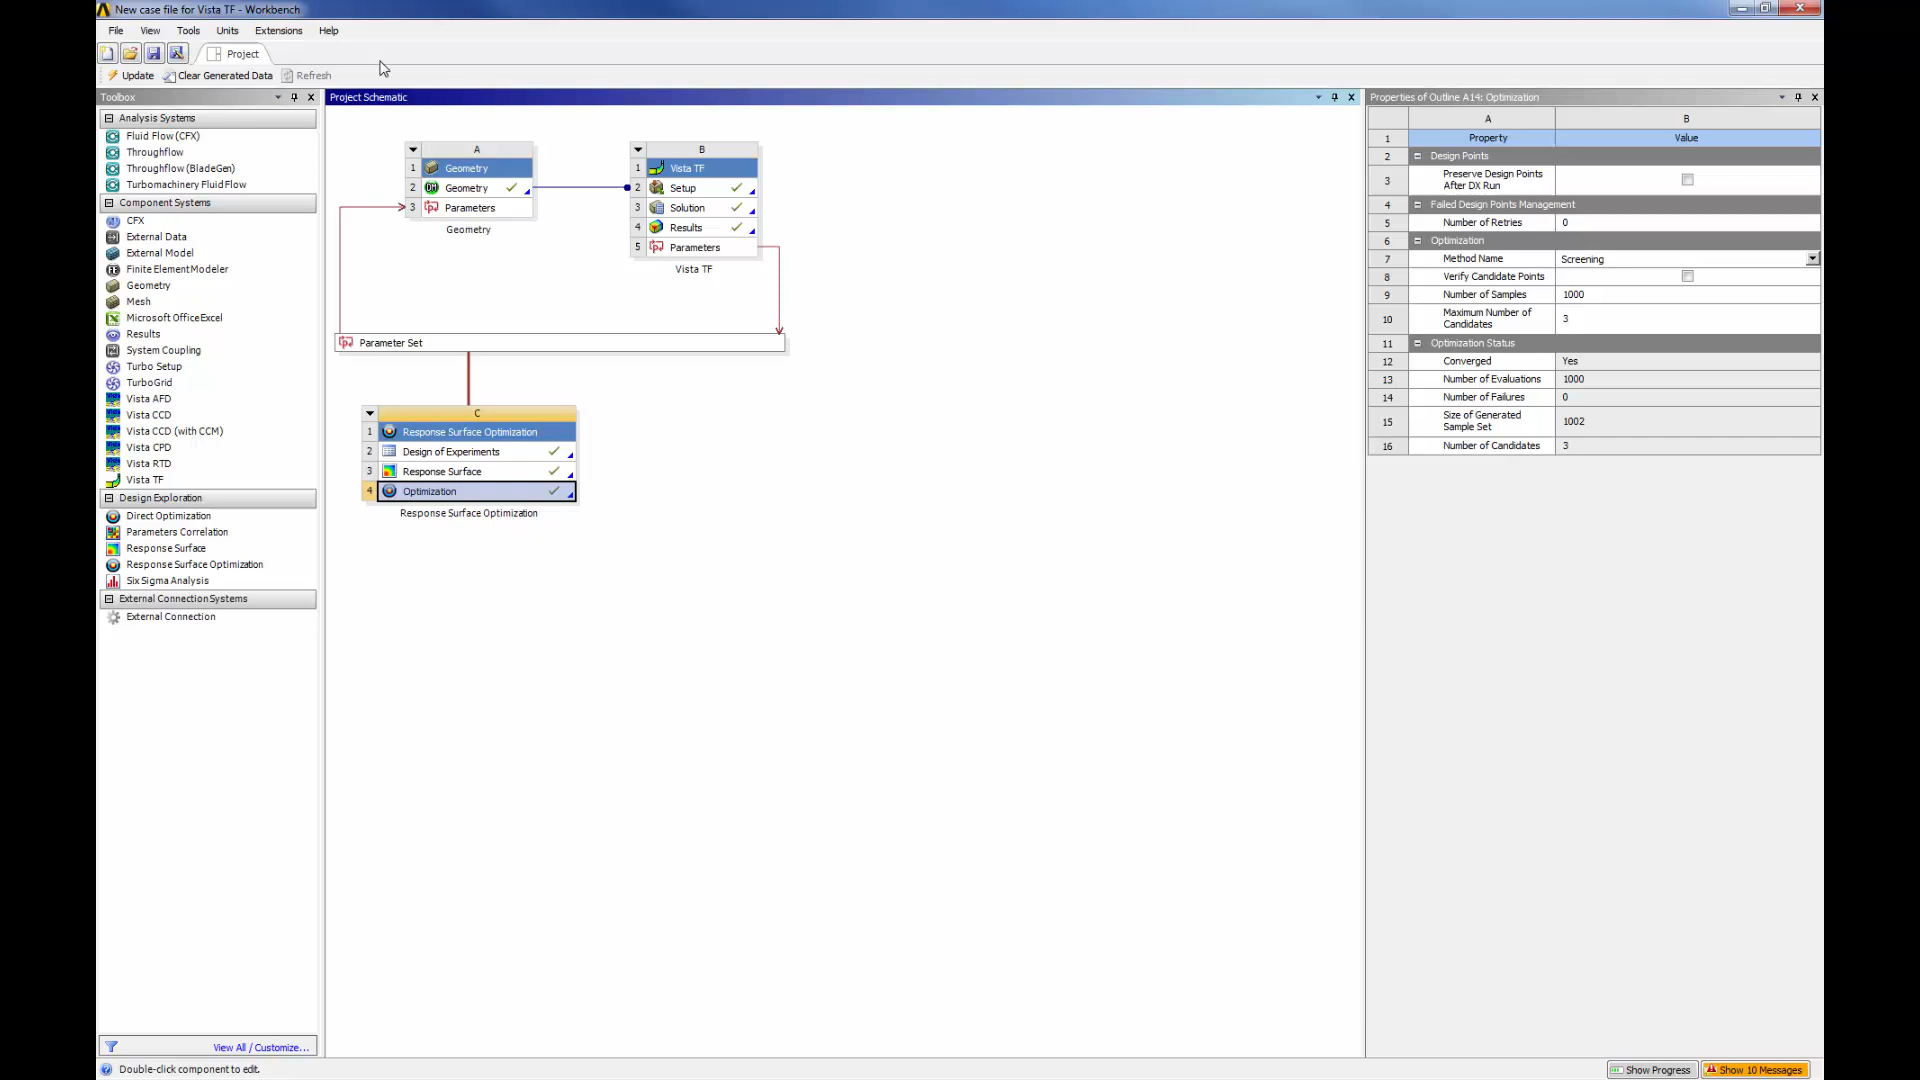 New case file for Vista TF - Workbench
File View Tools Units Extensions Help
Project
Update Clear Generated Data Refresh
Toolbox
Analysis Systems
Fluid Flow (CFX)
Throughflow
Throughflow (BladeGen)
Turbomachinery Fluid Flow
Component Systems
CFX
External Data
External Model
Finite Element Modeler
Geometry
Mesh
Microsoft Office Excel
Results
System Coupling
Turbo Setup
TurboGrid
Vista AFD
Vista CCD
Vista CCD (with CCM)
Vista CPD
Vista RTD
Vista TF
Design Exploration
Direct Optimization
Parameters Correlation
Response Surface
Response Surface Optimization
Six Sigma Analysis
External Connection Systems
External Connection
View All / Customize...
Project Schematic
A
1 Geometry
2 Geometry
3 Parameters
Geometry
B
1 Vista TF
2 Setup
3 Solution
4 Results
5 Parameters
Vista TF
Parameter Set
C
1 Response Surface Optimization
2 Design of Experiments
3 Response Surface
4 Optimization
Response Surface Optimization
Properties of Outline A14: Optimization
A B
1 Property Value
2 Design Points
3 Preserve Design Points After DX Run
4 Failed Design Points Management
5 Number of Retries 0
6 Optimization
7 Method Name Screening
8 Verify Candidate Points
9 Number of Samples 1000
10 Maximum Number of Candidates 3
11 Optimization Status
12 Converged Yes
13 Number of Evaluations 1000
14 Number of Failures 0
15 Size of Generated Sample Set 1002
16 Number of Candidates 3
Double-click component to edit.
Show Progress Show 10 Messages